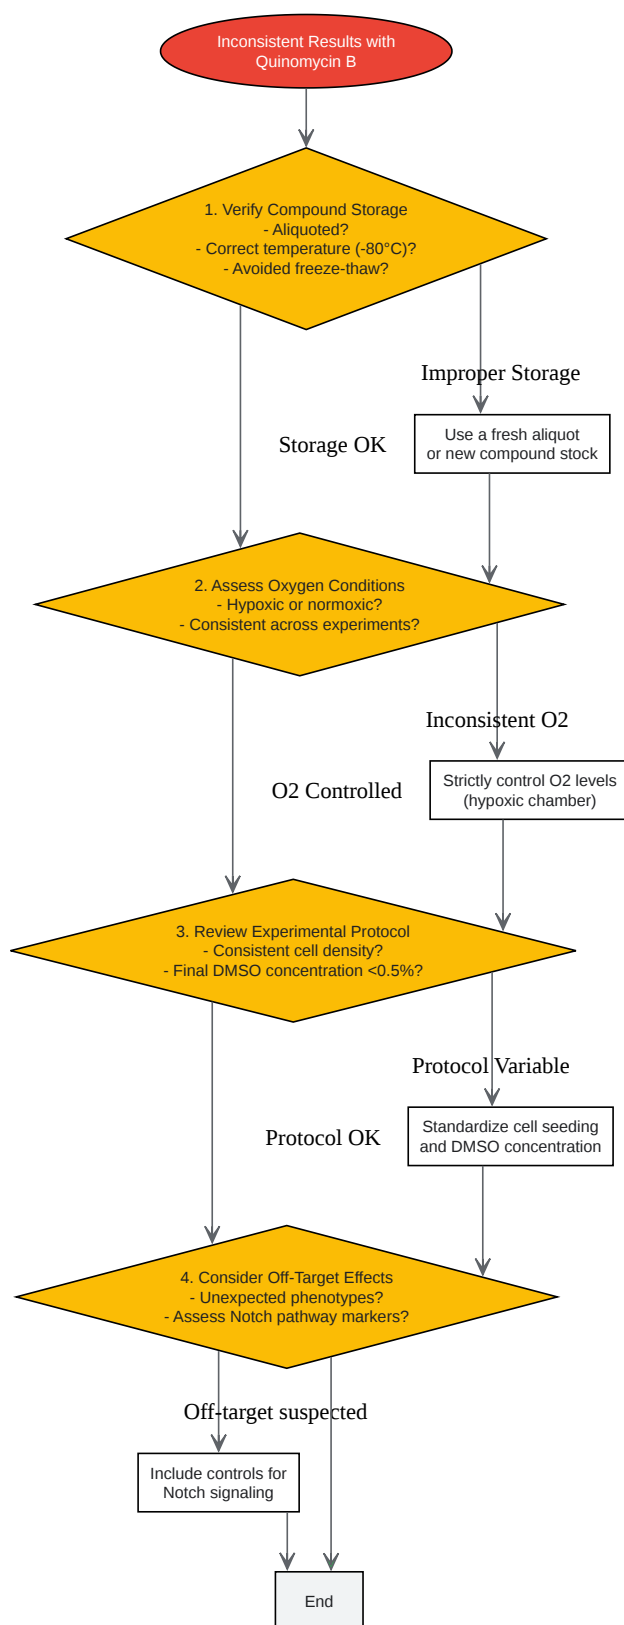 Inconsistent Results with
Quinomycin B
1. Verify Compound Storage
- Aliquoted?
- Correct temperature (-80°C)?
- Avoided freeze-thaw?
Improper Storage
Storage OK
Use a fresh aliquot
or new compound stock
2. Assess Oxygen Conditions
- Hypoxic or normoxic?
- Consistent across experiments?
Inconsistent O2
O2 Controlled
Strictly control O2 levels
(hypoxic chamber)
3. Review Experimental Protocol
- Consistent cell density?
- Final DMSO concentration <0.5%?
Protocol Variable
Protocol OK
Standardize cell seeding
and DMSO concentration
4. Consider Off-Target Effects
- Unexpected phenotypes?
- Assess Notch pathway markers?
Off-target suspected
Include controls for
Notch signaling
End